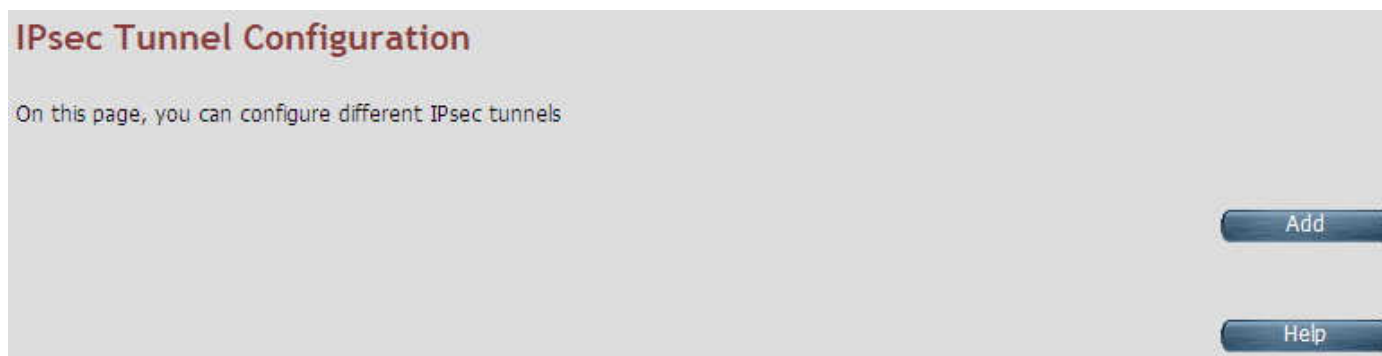 IPsec Tunnel Configuration
On this page, you can configure different IPsec tunnels
Add
Help